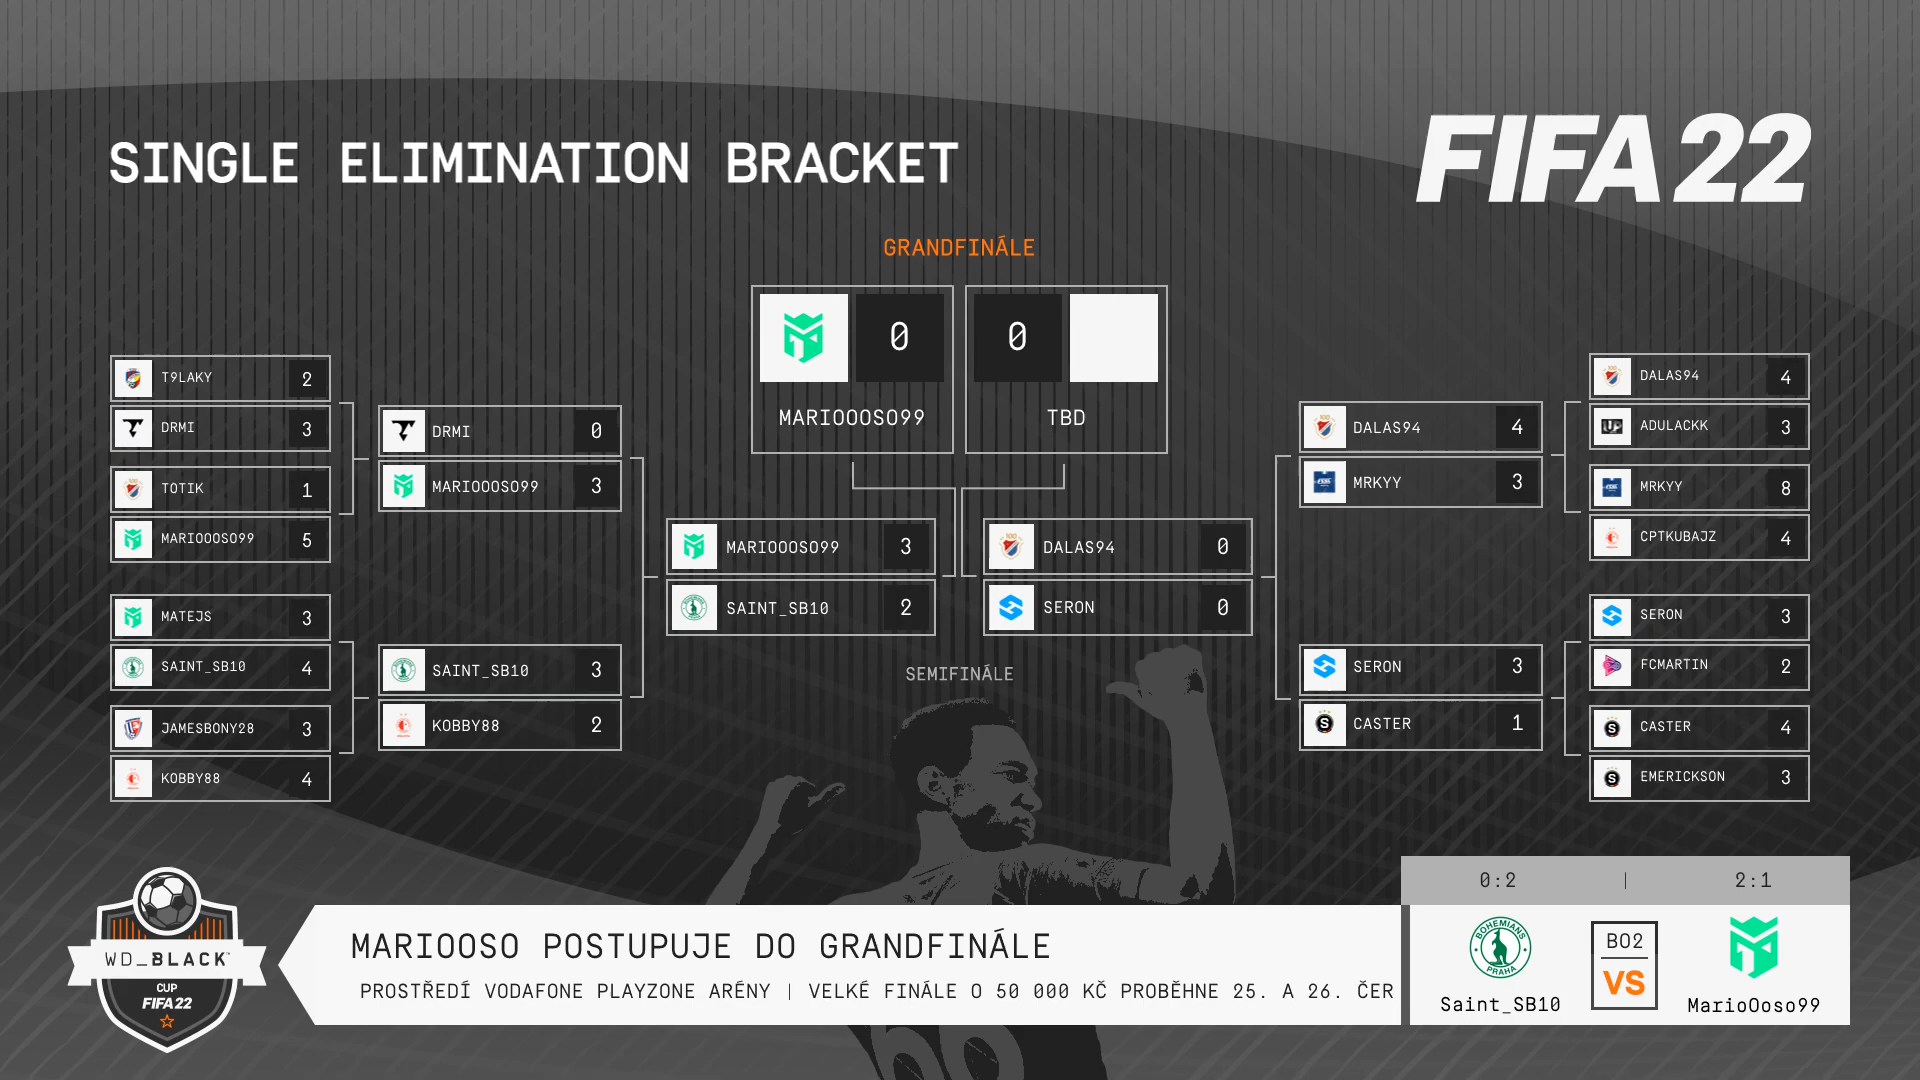 SINGLE ELIMINATION BRACKET
FIFA 22
GRANDFINÁLE
0
0
MARIOOOSO99
TBD
T9LAKY 2
DRMI 3
TOTIK 1
MARIOOOSO99 5
MATEJS 3
SAINT_SB10 4
JAMESBONY28 3
KOBBY88 4
DRMI 0
MARIOOOSO99 3
SAINT_SB10 3
KOBBY88 2
MARIOOOSO99 3
SAINT_SB10 2
DALAS94 0
SERON 0
SEMIFINÁLE
DALAS94 4
MRKYY 3
SERON 3
CASTER 1
DALAS94 4
ADULACKK 3
MRKYY 8
CPTKUBAJZ 4
SERON 3
FCMARTIN 2
CASTER 4
EMERICKSON 3
WD_BLACK
CUP
FIFA 22
MARIOOSO POSTUPUJE DO GRANDFINÁLE
PROSTŘEDÍ VODAFONE PLAYZONE ARÉNY | VELKÉ FINÁLE O 50 000 KČ PROBĚHNE 25. A 26. ČER
0:2 | 2:1
BOHEMIANS
PRAHA
BO2
VS
Saint_SB10
MarioOoso99